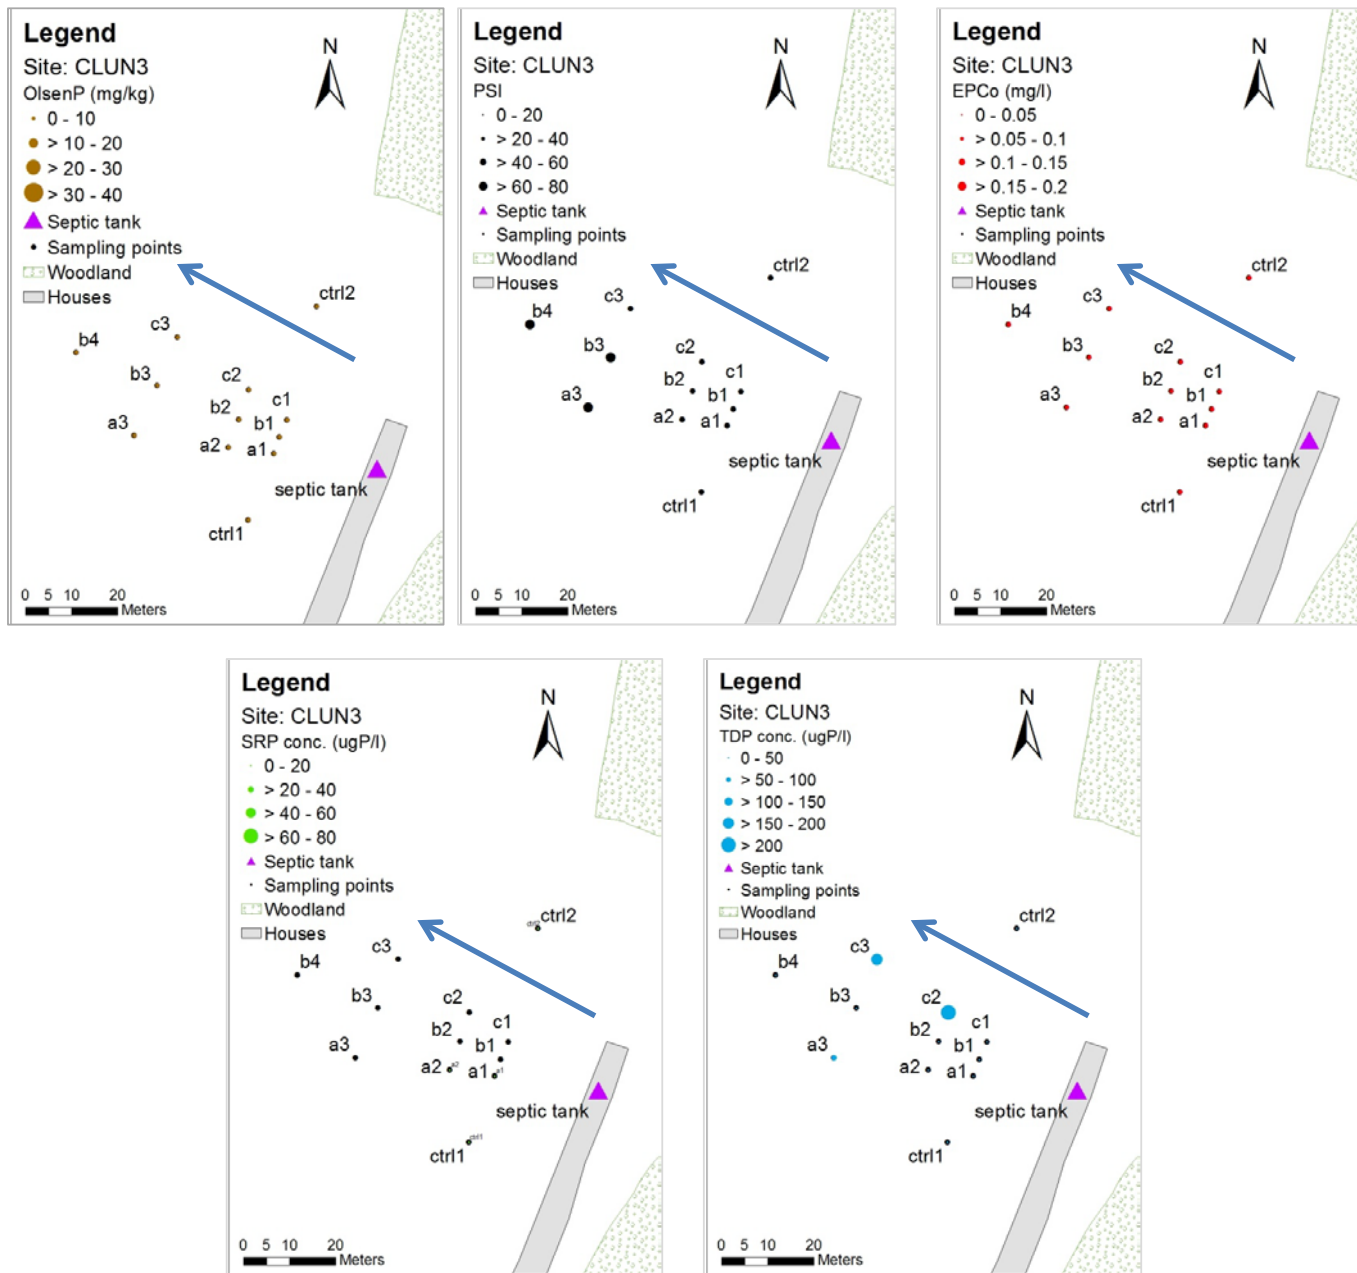 Legend
Site: CLUN3
OlsenP (mg/kg)
0 - 10
> 10 - 20
> 20 - 30
> 30 - 40
Septic tank
Sampling points
Woodland
Houses
N
ctrl2
c3
b4
b3
c2
c1
b2
b1
a3
a2
a1
septic tank
ctrl1
0 5 10 20
Meters
Legend
Site: CLUN3
PSI
0 - 20
> 20 - 40
> 40 - 60
> 60 - 80
Septic tank
Sampling points
Woodland
Houses
N
ctrl2
c3
b4
b3
c2
c1
b2
b1
a3
a2
a1
septic tank
ctrl1
0 5 10 20
Meters
Legend
Site: CLUN3
EPCo (mg/l)
0 - 0.05
> 0.05 - 0.1
> 0.1 - 0.15
> 0.15 - 0.2
Septic tank
Sampling points
Woodland
Houses
N
ctrl2
c3
b4
b3
c2
c1
b2
b1
a3
a2
a1
septic tank
ctrl1
0 5 10 20
Meters
Legend
Site: CLUN3
SRP conc. (ugP/l)
0 - 20
> 20 - 40
> 40 - 60
> 60 - 80
Septic tank
Sampling points
Woodland
Houses
N
ctrl2 ctrl2
c3
b4
b3
c2
c1
b2
b1
a3
a2 a2
a1 a1
septic tank
ctrl1 ctrl1
0 5 10 20
Meters
Legend
Site: CLUN3
TDP conc. (ugP/l)
0 - 50
> 50 - 100
> 100 - 150
> 150 - 200
> 200
Septic tank
Sampling points
Woodland
Houses
N
ctrl2
c3
b4
b3
c2
c1
b2
b1
a3
a2
a1
septic tank
ctrl1
0 5 10 20
Meters